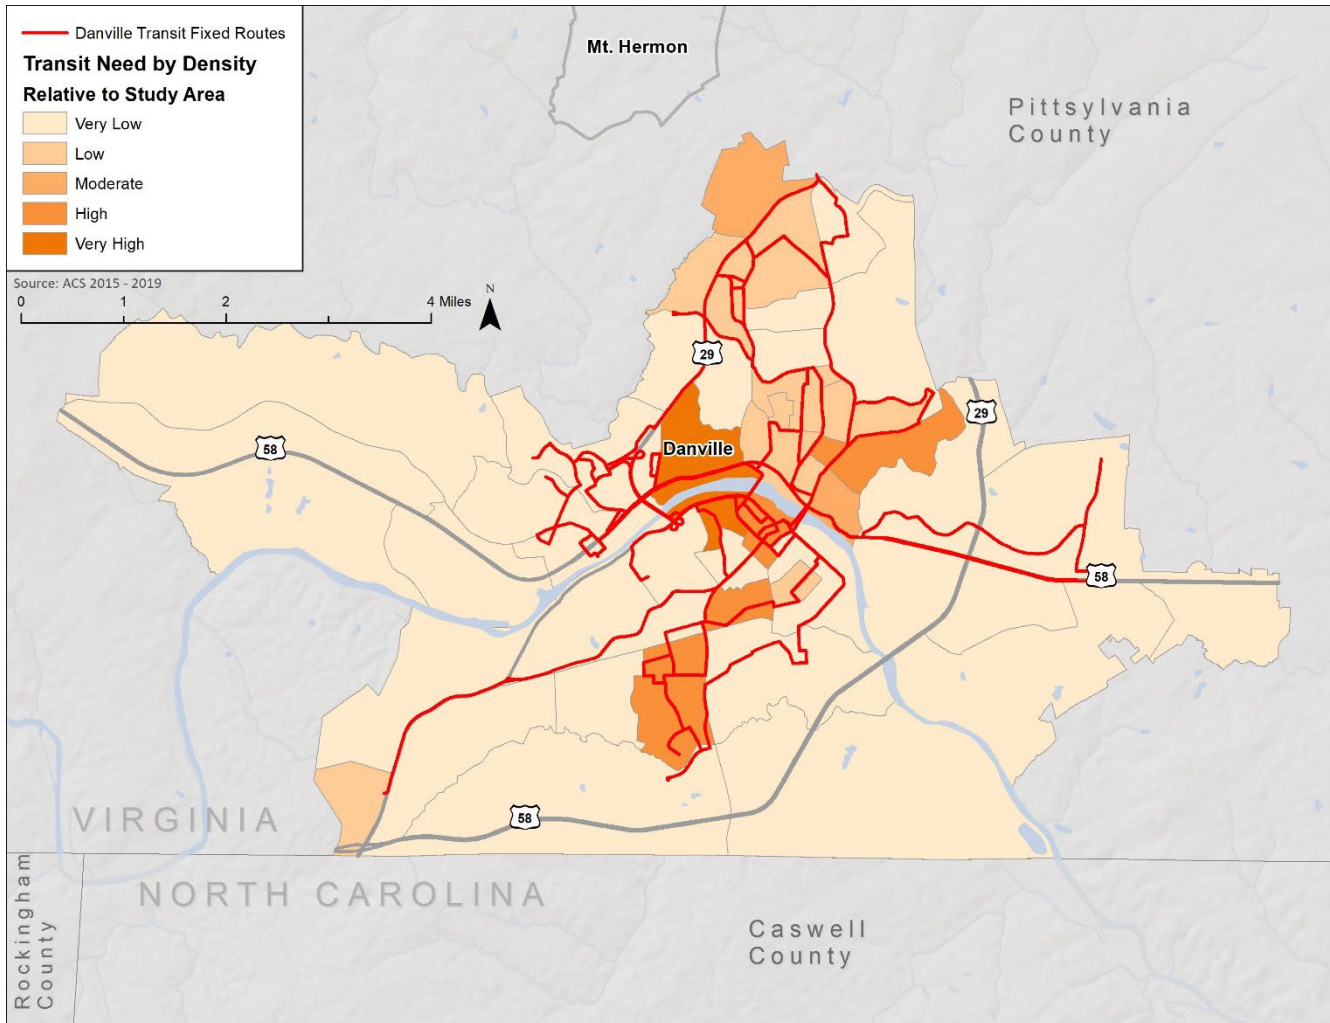 Danville Transit Fixed Routes
Transit Need by Density
Relative to Study Area
Very Low
Low
Moderate
High
Very High
Source: ACS 2015 - 2019
0 1 2 4 Miles
N
Mt. Hermon
Pittsylvania
County
29
29
58
Danville
58
58
VIRGINIA
NORTH CAROLINA
Rockingham
County
Caswell
County